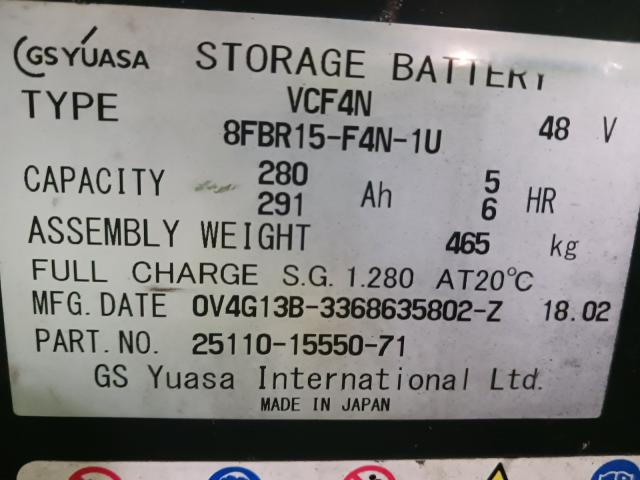 GS YUASA STORAGE BATTERY
TYPE VCF4N
8FBR15-F4N-1U 48 V
CAPACITY 280 Ah 5 HR
291 6
ASSEMBLY WEIGHT 465 kg
FULL CHARGE S.G. 1.280 AT20℃
MFG. DATE 0V4G13B-3368635802-Z 18.02
PART.NO. 25110-15550-71
GS Yuasa International Ltd.
MADE IN JAPAN